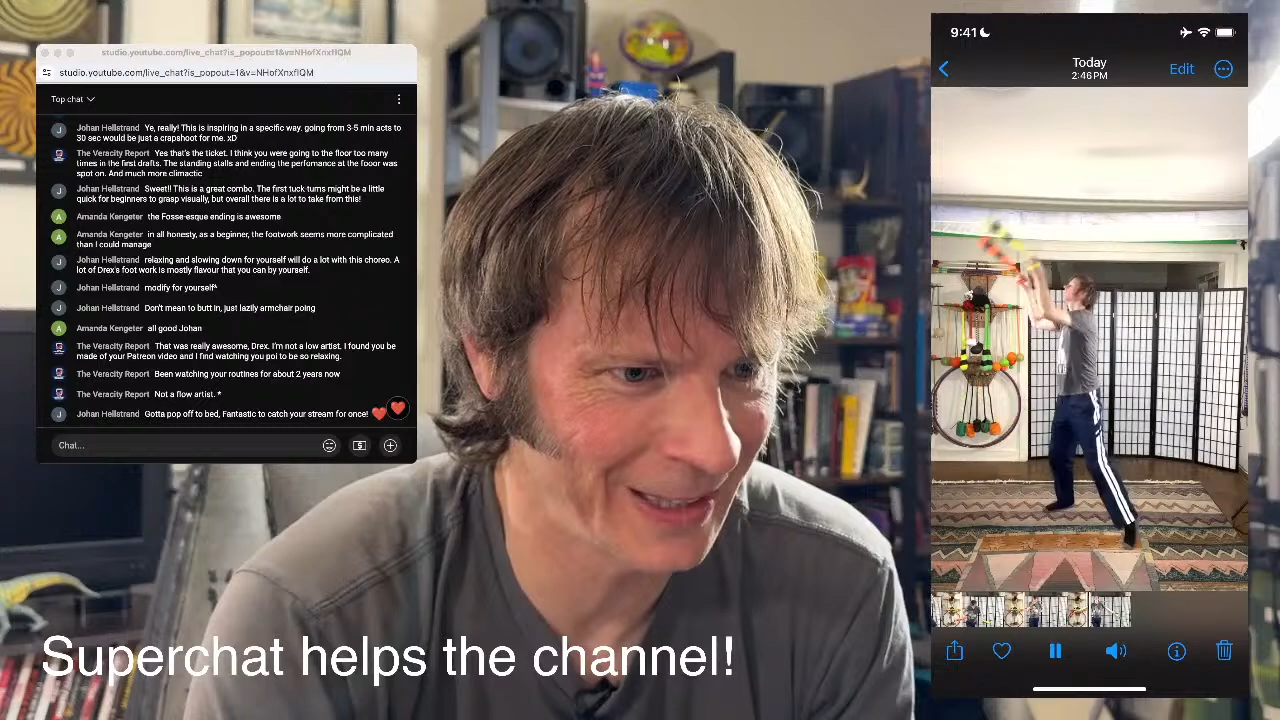 studio.youtube.com/live_chat?is_popout=1&v=NHofXnxfIQM
studio.youtube.com/live_chat?is_popout=1&v=NHofXnxfIQM
Top chat
J Johan Hellstrand Ye, really! This is inspiring in a specific way. going from 3-5 min acts to
30 sec would be just a crapshoot for me. xD
The Veracity Report Yes that's the ticket. I think you were going to the floor too many
times in the first drafts. The standing stalls and ending the perfomance at the fooor was
spot on. And much more climactic
J Johan Hellstrand Sweet!! This is a great combo. The first tuck turns might be a little
quick for beginners to grasp visually, but overall there is a lot to take from this!
A Amanda Kengeter the Fosse-esque ending is awesome
A Amanda Kengeter in all honesty, as a beginner, the footwork seems more complicated
than I could manage
J Johan Hellstrand relaxing and slowing down for yourself will do a lot with this choreo. A
lot of Drex's foot work is mostly flavour that you can by remself.
J Johan Hellstrand modify for yourself^
J Johan Hellstrand Don't mean to butt in, just lazily armchair poing
A Amanda Kengeter all good Johan
The Veracity Report That was really awesome, Drex. I'm not a low artist. I found you be
made of your Patreon video and I find watching you poi to be so relaxing.
The Veracity Report Been watching your routines for about 2 years now
The Veracity Report Not a flow artist. *
J Johan Hellstrand Gotta pop off to bed, Fantastic to catch your stream for once! ❤️ ❤️
Chat...
Superchat helps the channel!
9:41
Today
2:46 PM
Edit